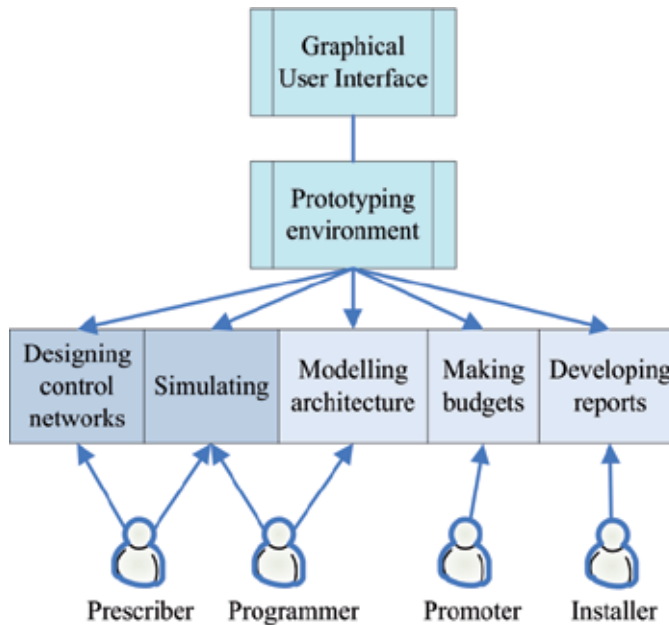 Graphical
User Interface
Prototyping
environment
Designing
control
networks
Simulating
Modelling
architecture
Making
budgets
Developing
reports
Prescriber
Programmer
Promoter
Installer